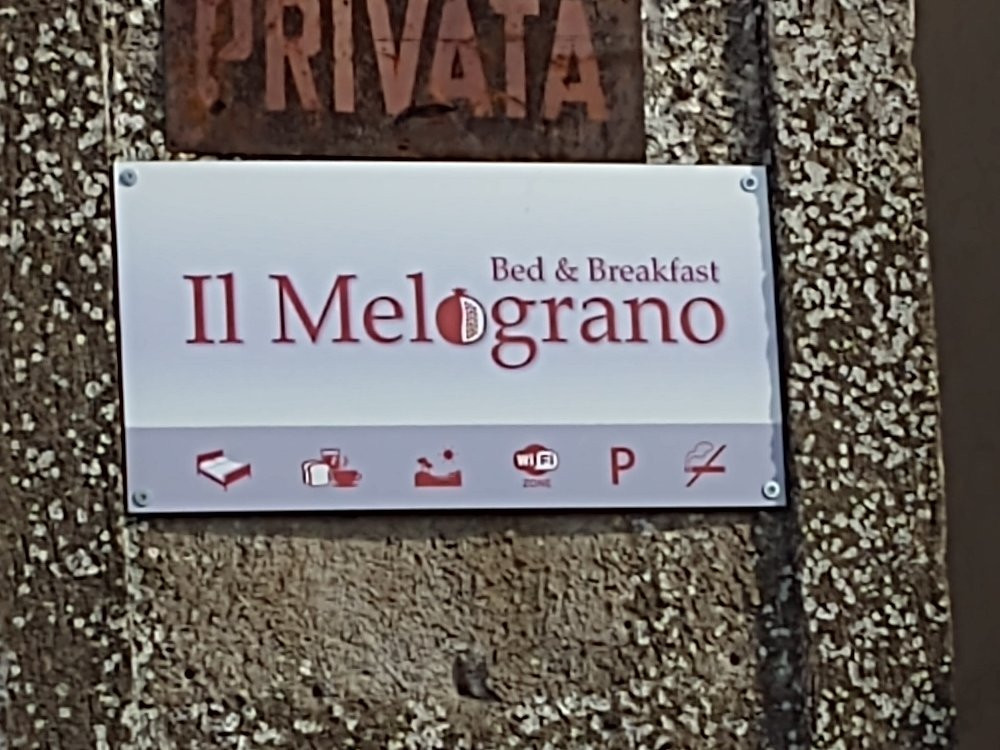 PRIVATA
Bed & Breakfast
Il Melograno
WiFi
ZONE
P